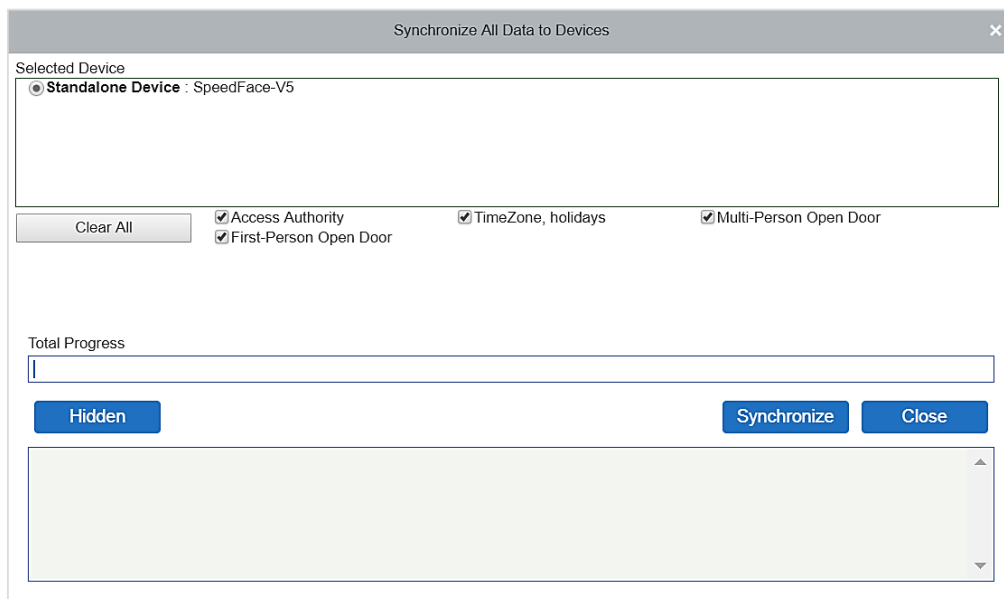 Synchronize All Data to Devices
Selected Device
Standalone Device : SpeedFace-V5
Clear All
Access Authority
TimeZone, holidays
Multi-Person Open Door
First-Person Open Door
Total Progress
Hidden
Synchronize
Close